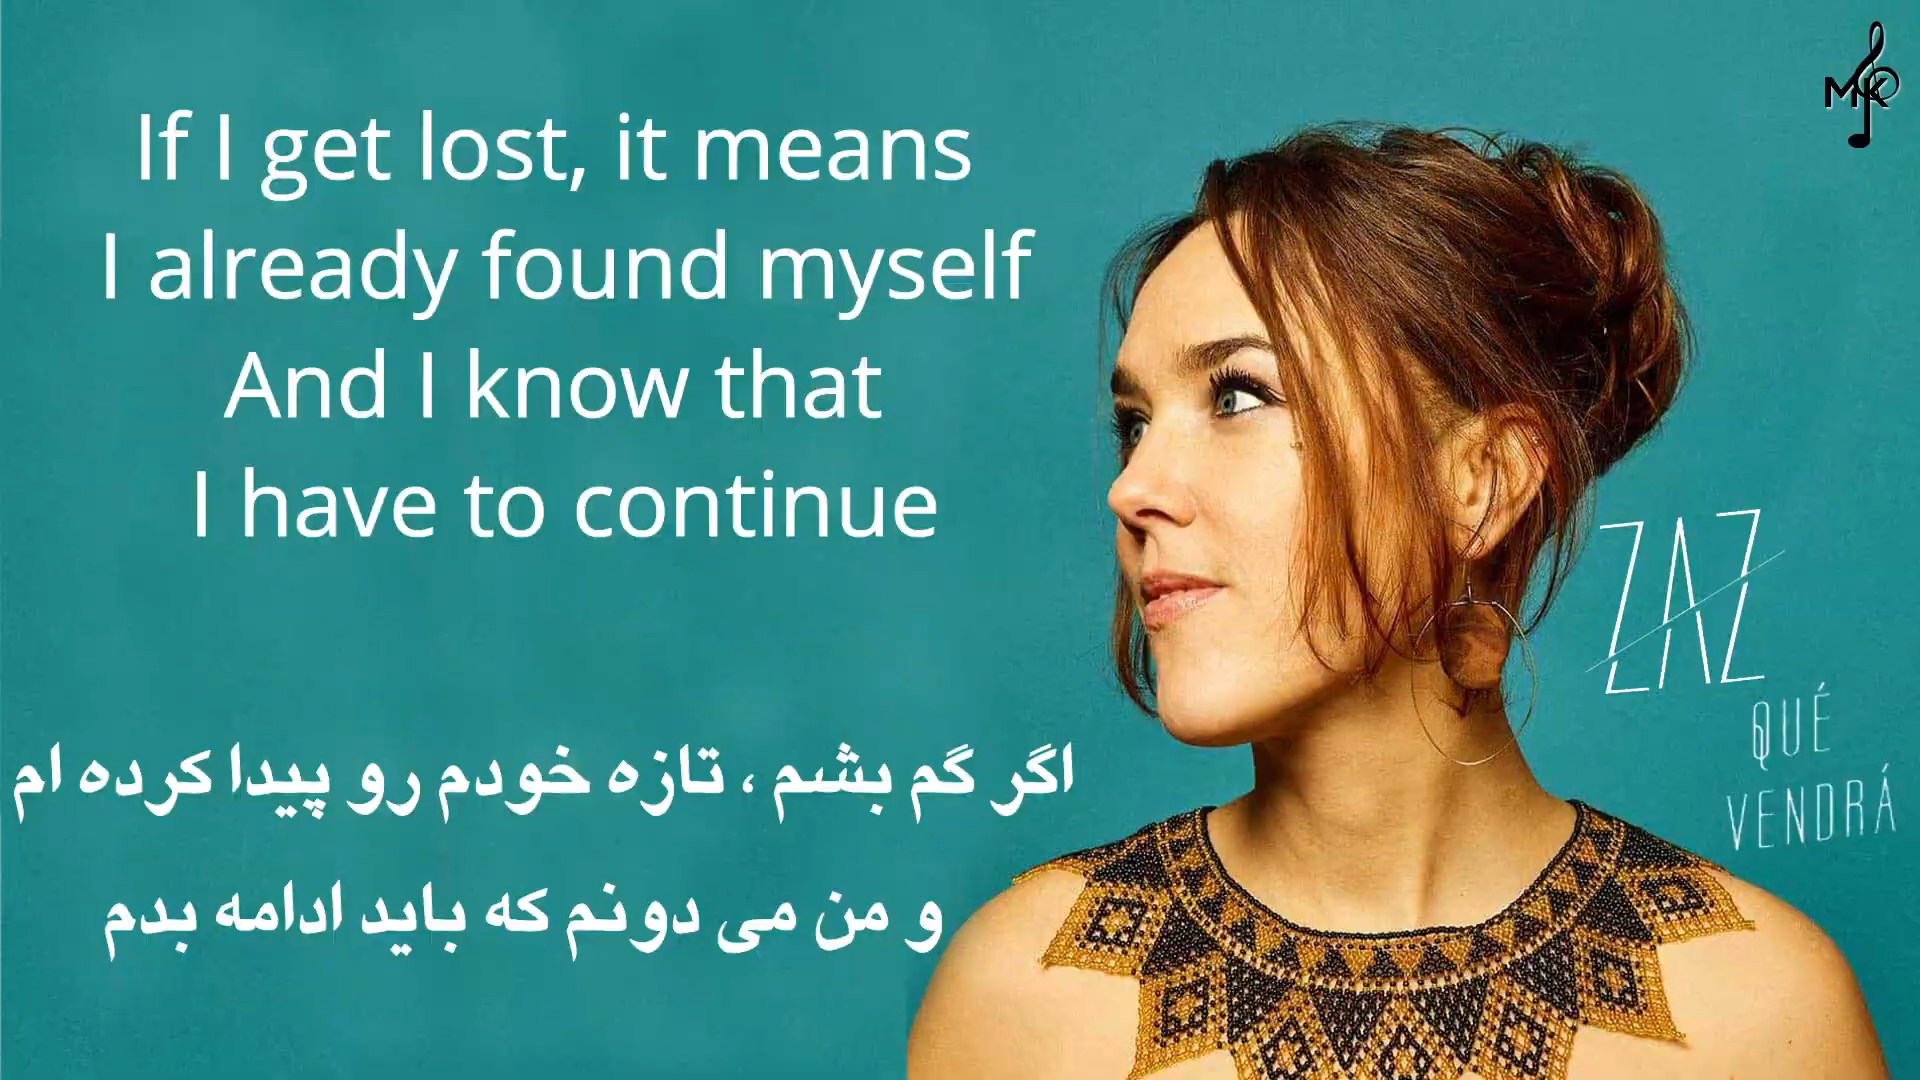 If I get lost, it means
I already found myself
And I know that
I have to continue
اگر گم بشم ، تازه خودم رو پیدا کرده ام
و من می دونم که باید ادامه بدم
MK
ZAZ
QUÉ
VENDRÁ